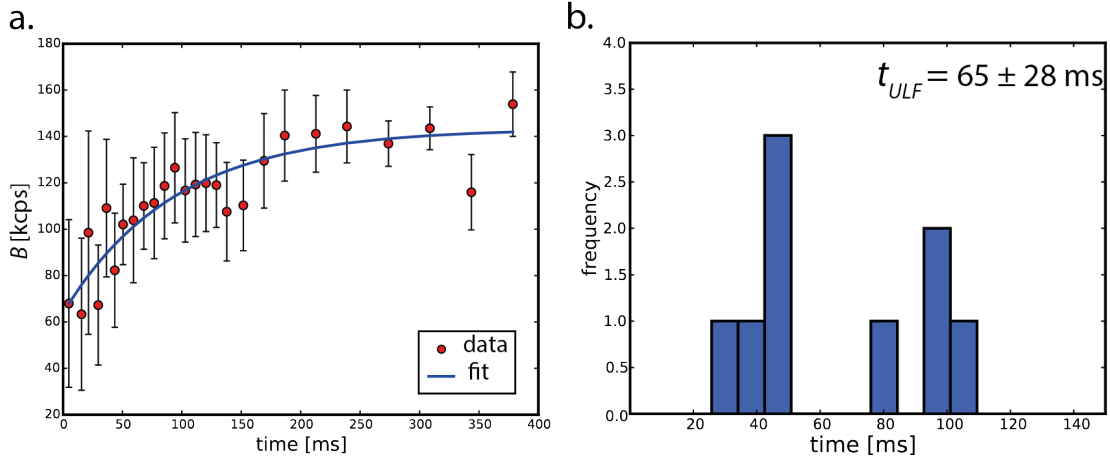 a.
180
160
140
120
100
80
60
40
20
B [kcps]
0 50 100 150 200 250 300 350 400
time [ms]
data
fit
b.
4.0
3.5
3.0
2.5
2.0
1.5
1.0
0.5
0.0
frequency
20 40 60 80 100 120 140
time [ms]
tULF = 65 ± 28 ms